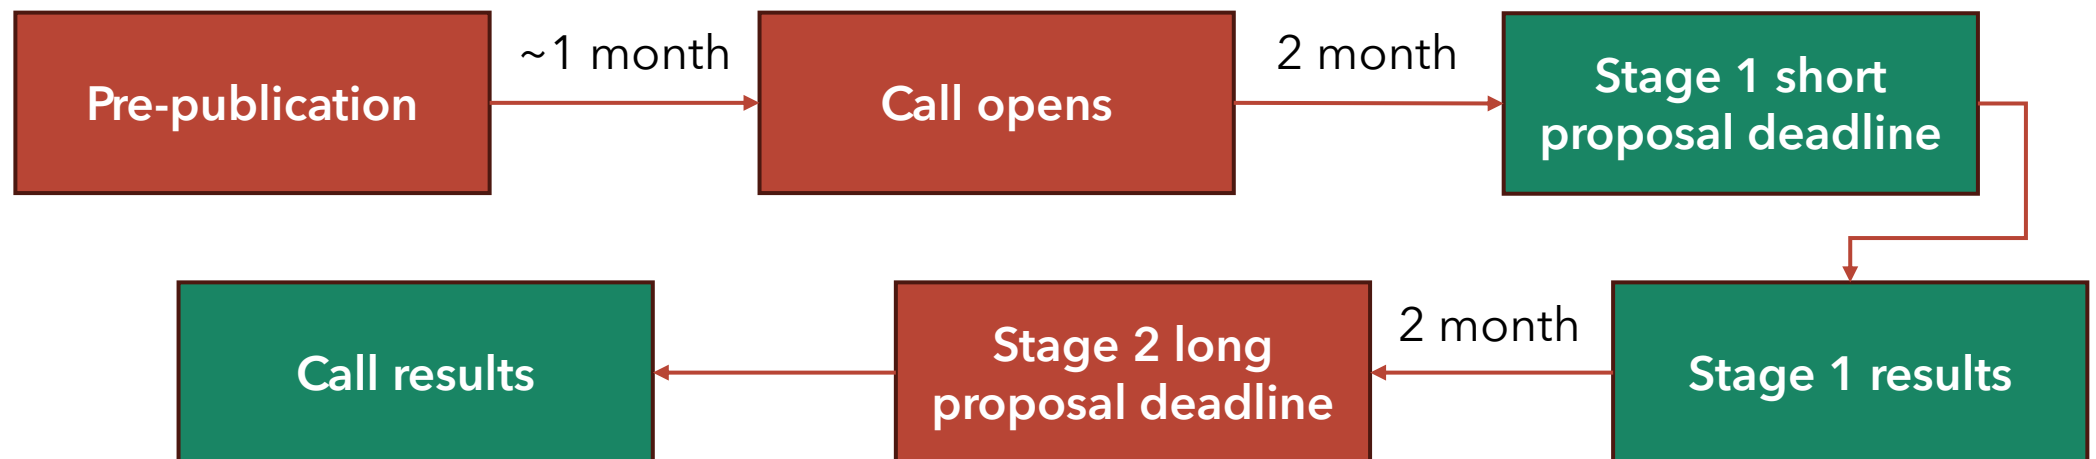 Pre-publication
~1 month
Call opens
2 month
Stage 1 short
proposal deadline
Stage 1 results
2 month
Stage 2 long
proposal deadline
Call results